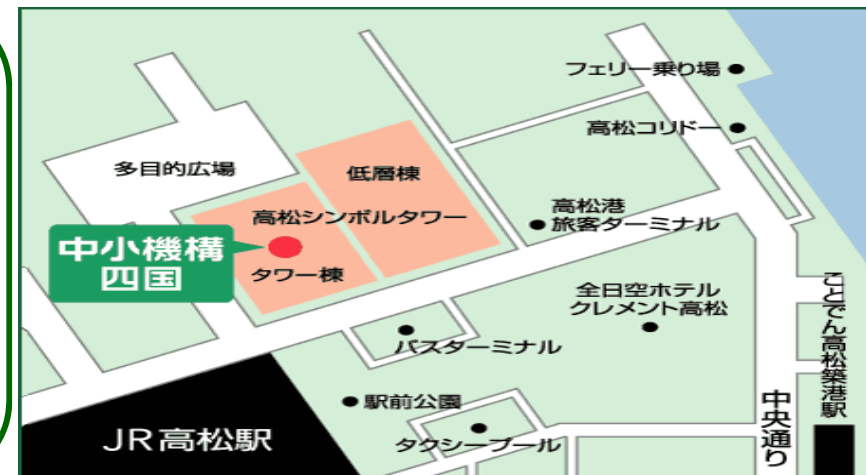 フェリー乗り場
高松コリドー
多目的広場
低層棟
高松シンボルタワー
高松港
旅客ターミナル
中小機構
四国
タワー棟
全日空ホテル
クレメント高松
バスターミナル
ことでん高松築港駅
駅前公園
中央通り
JR高松駅
タクシープール